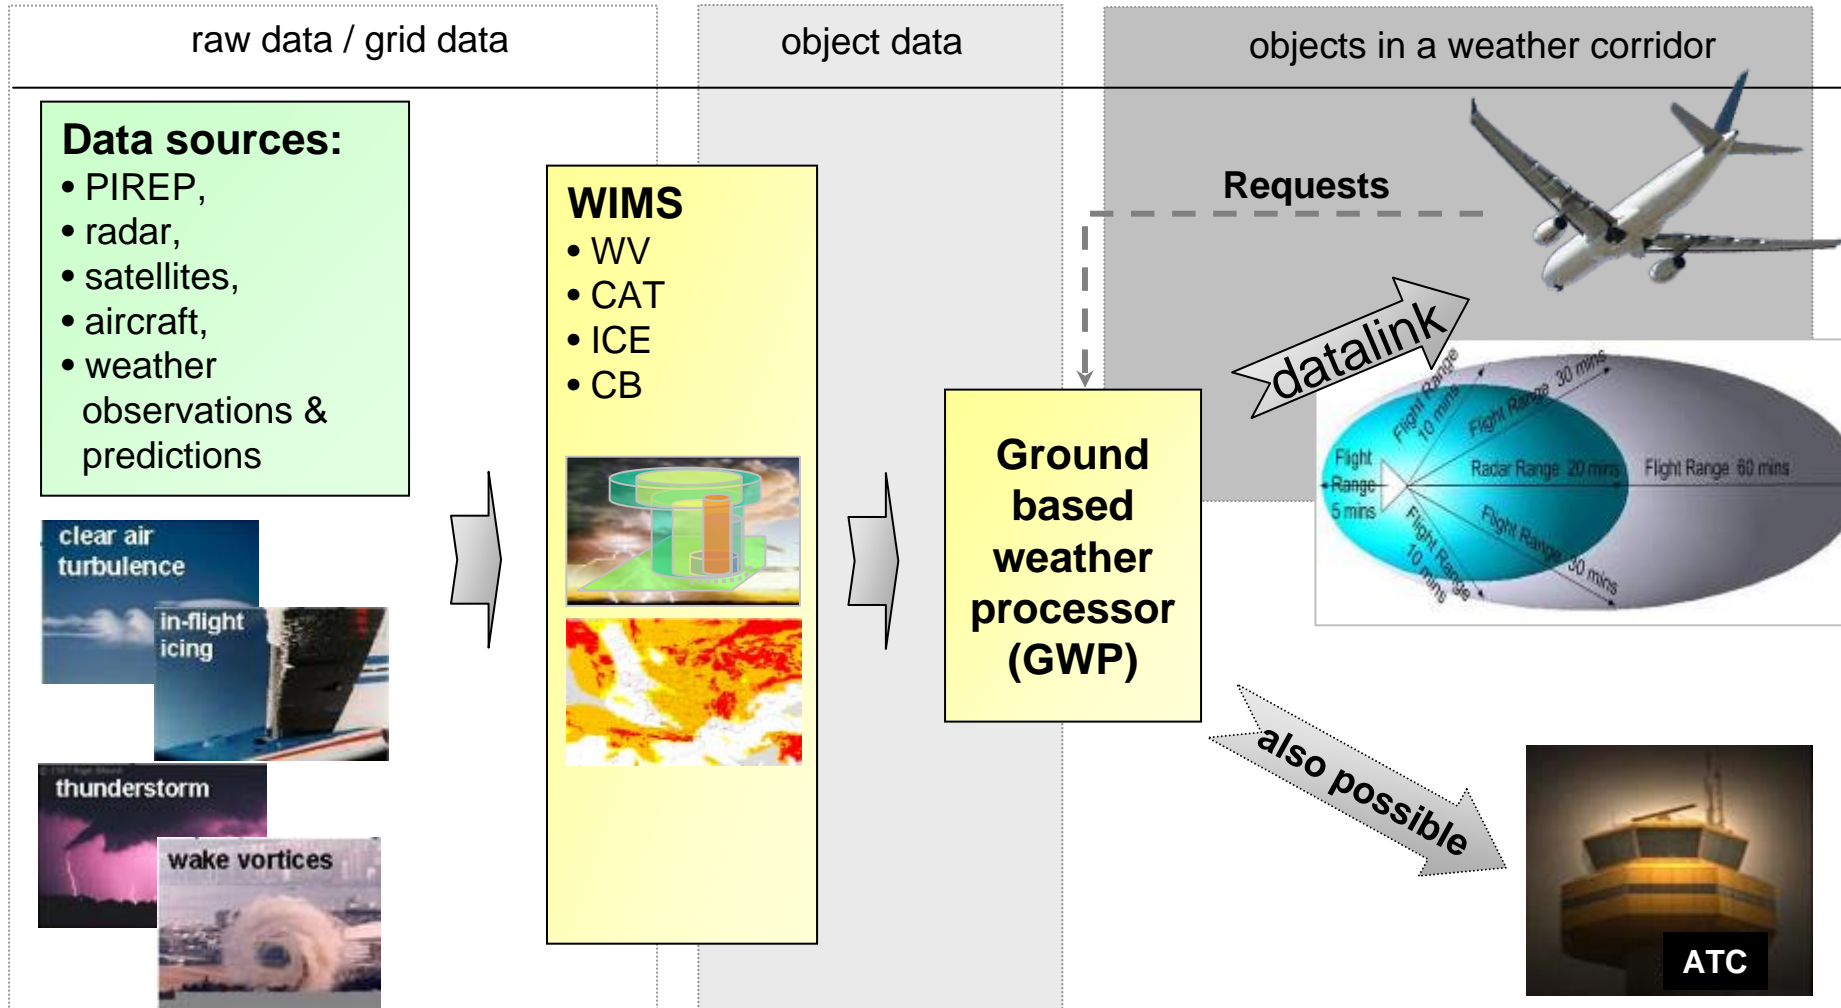 raw data / grid data
object data
objects in a weather corridor
Data sources:
• PIREP,
• radar,
• satellites,
• aircraft,
• weather
observations &
predictions
clear air
turbulence
in-flight
icing
thunderstorm
wake vortices
WIMS
• WV
• CAT
• ICE
• CB
Requests
Ground
based
weather
processor
(GWP)
datalink
Flight Range
10 mins
Flight Range 30 mins
Flight
Range
5 mins
Radar Range 20 mins
Flight Range 60 mins
Flight Range
10 mins
Flight Range 30 mins
also possible
ATC